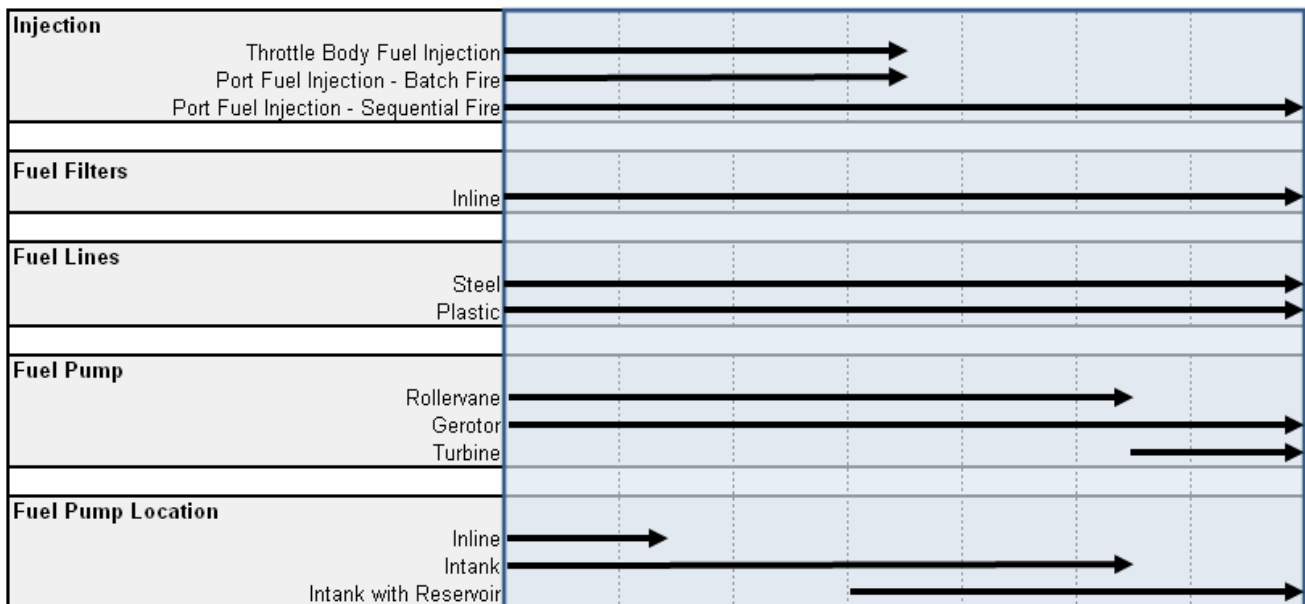 Injection
Throttle Body Fuel Injection
Port Fuel Injection - Batch Fire
Port Fuel Injection - Sequential Fire
Fuel Filters
Inline
Fuel Lines
Steel
Plastic
Fuel Pump
Rollervane
Gerotor
Turbine
Fuel Pump Location
Inline
Intank
Intank with Reservoir